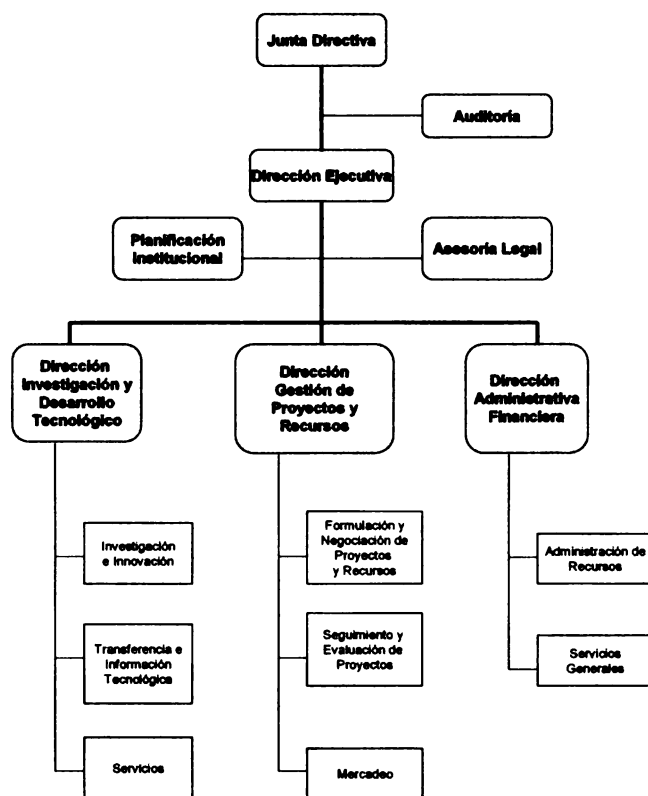 Junta Directiva
Auditoría
Dirección Ejecutiva
Planificación
Institucional
Asesoría Legal
Dirección
Investigación y
Desarrollo
Tecnológico
Dirección
Gestión de
Proyectos y
Recursos
Dirección
Administrativa
Financiera
Investigación
e Innovación
Transferencia e
Información
Tecnológica
Servicios
Formulación y
Negociación de
Proyectos
y Recursos
Seguimiento y
Evaluación de
Proyectos
Mercadeo
Administración de
Recursos
Servicios
Generales